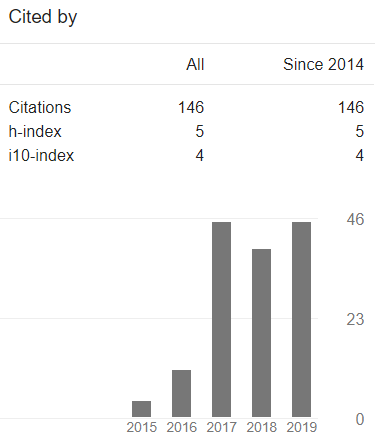 Cited by
All Since 2014
Citations 146 146
h-index 5 5
i10-index 4 4
46
23
0
2015 2016 2017 2018 2019